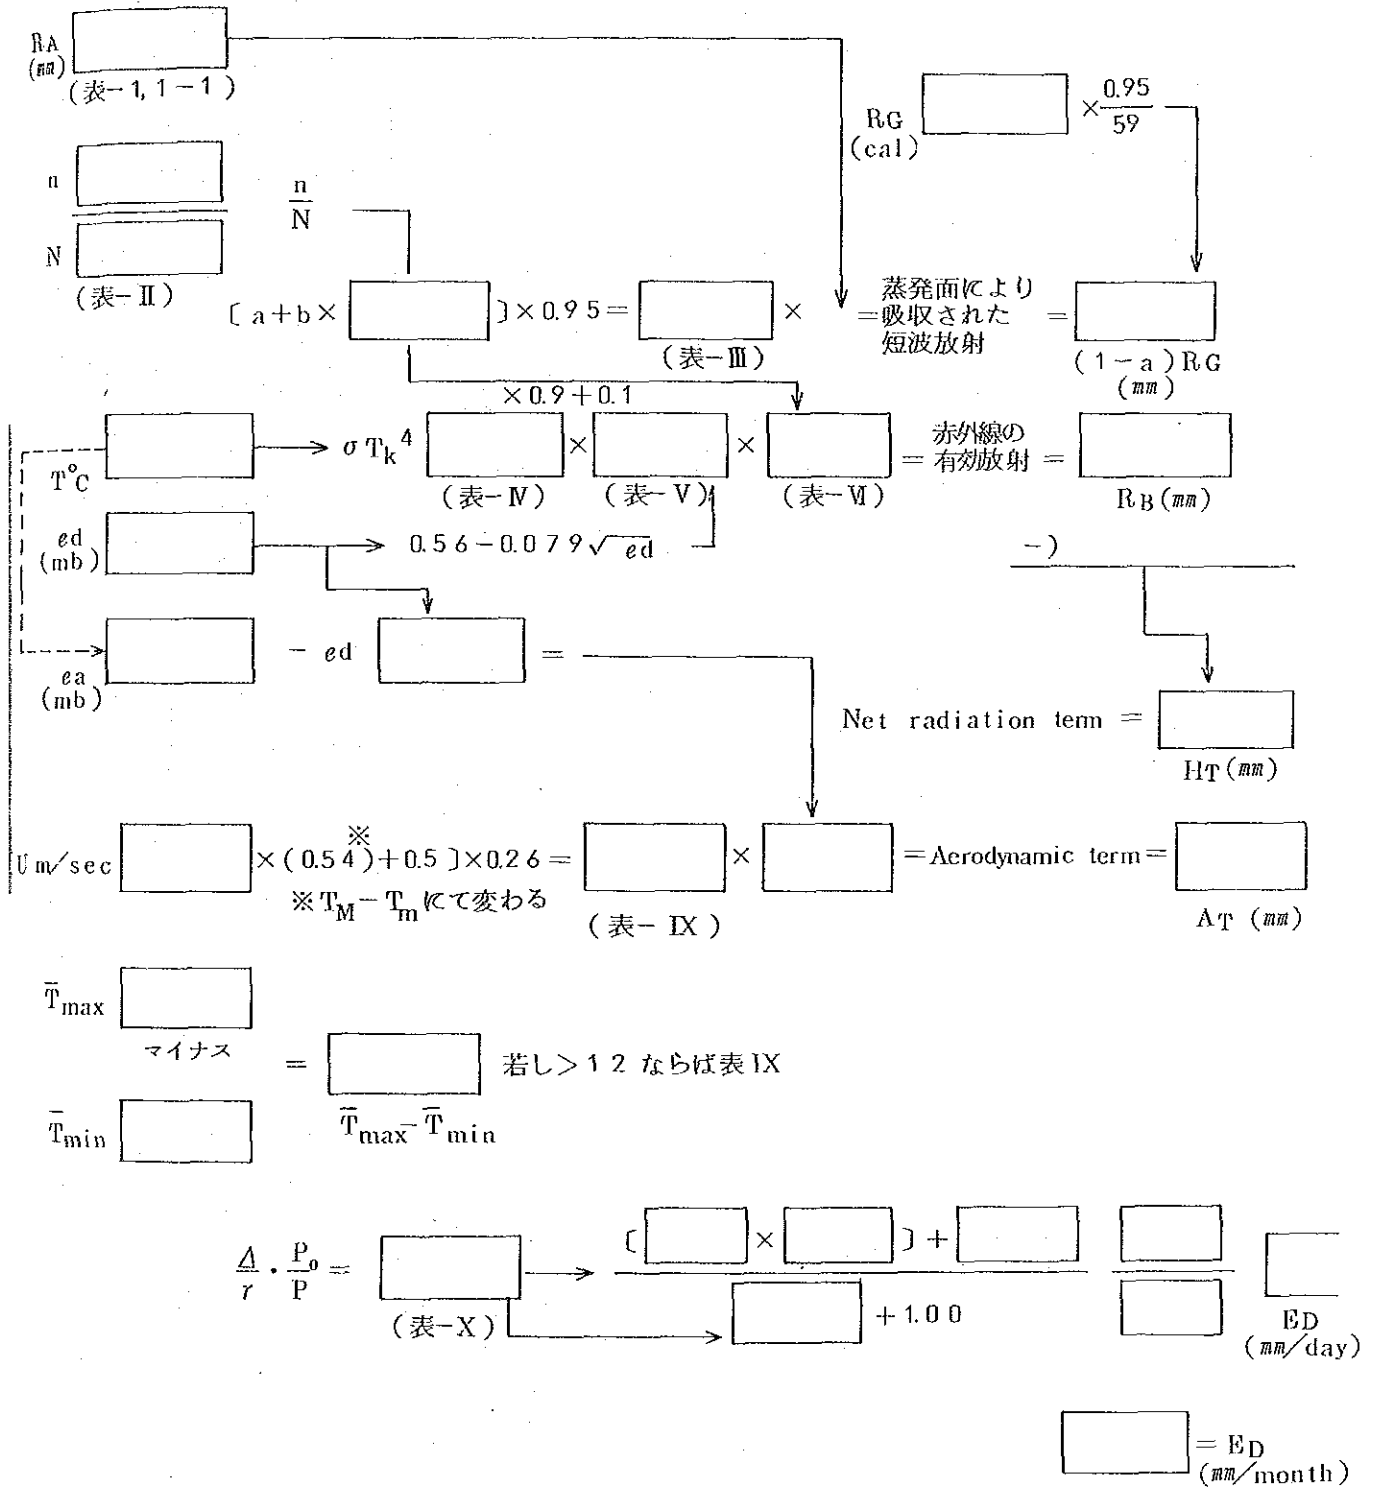 RA
(mm)
(表-1,1-1)
RG
(cal)
× 0.95
59
n
N
(表-II)
n
N
〔a+b× 〕×0.95= × =蒸発面により吸収された短波放射 =
(表-III)
(1-a)RG
(mm)
×0.9+0.1
T°C
σTk⁴ × × =赤外線の有効放射=
(表-IV) (表-V) (表-VI) RB(mm)
ed
(mb)
0.56-0.079√ed
-)
ea
(mb)
- ed =
Net radiation term =
HT(mm)
U m/sec ×(0.54※)+0.5〕×0.26= × =Aerodynamic term=
※TM-Tmにて変わる
(表-IX)
AT (mm)
T̄max
マイナス
= 若し>12ならば表IX
T̄min
T̄max-T̄min
Δ/r・P₀/P=
(表-X)
〔 × 〕+
+1.00
ED
(mm/day)
=ED
(mm/month)